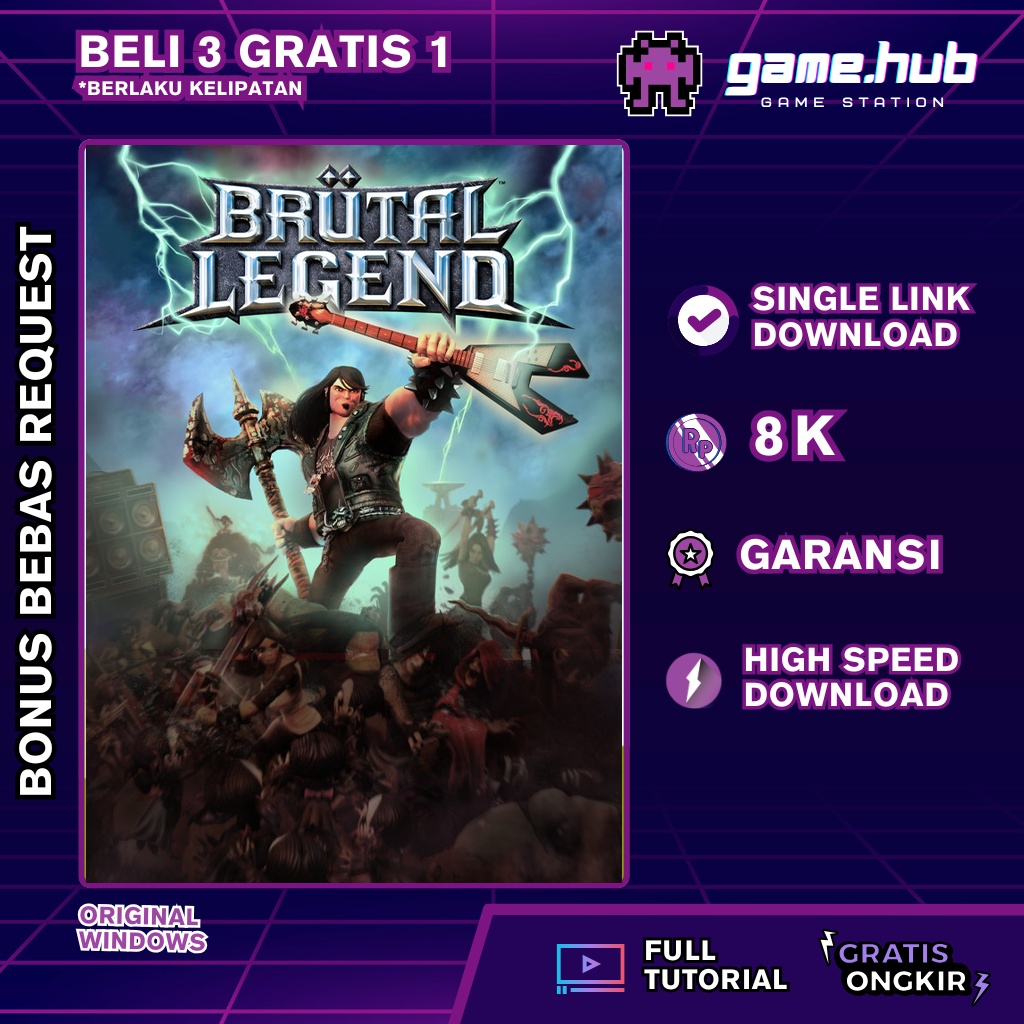 BELI 3 GRATIS 1
*BERLAKU KELIPATAN
game.hub
GAME STATION
BRÜTAL
LEGEND
™
BONUS BEBAS REQUEST
SINGLE LINK
DOWNLOAD
Rp
8K
GARANSI
HIGH SPEED
DOWNLOAD
ORIGINAL
WINDOWS
FULL
TUTORIAL
GRATIS
ONGKIR